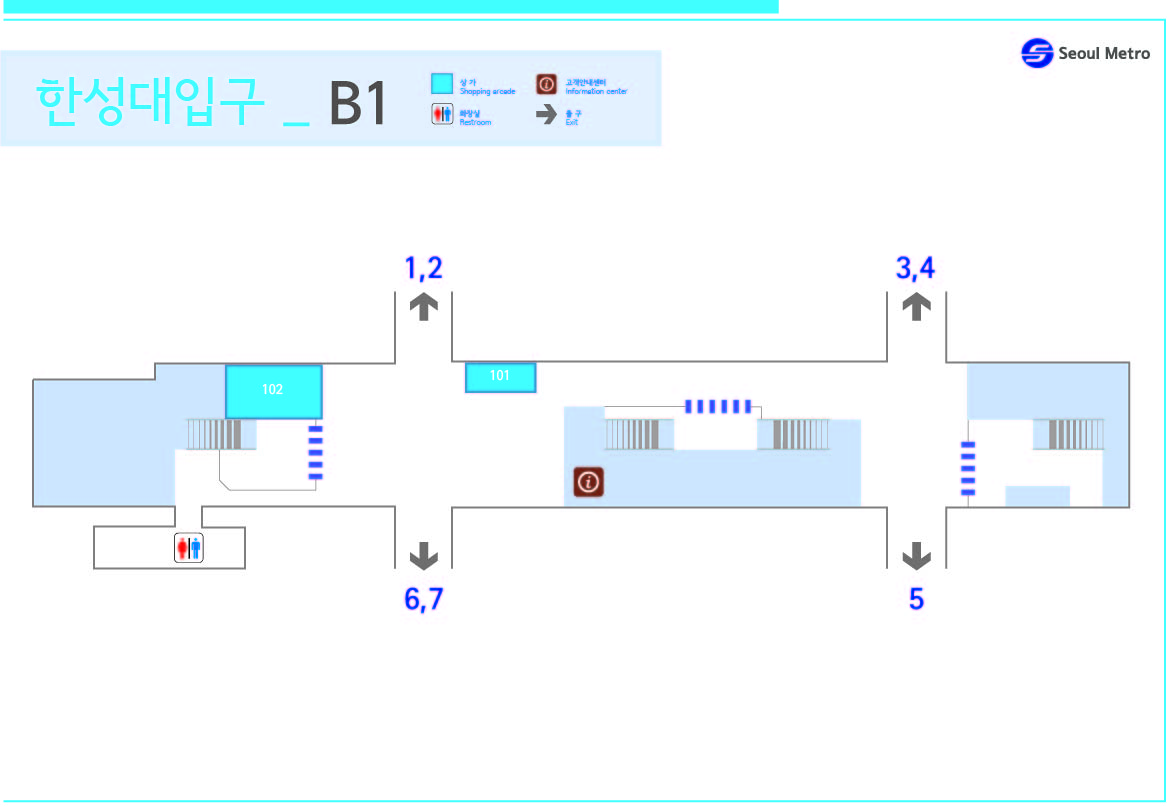 Seoul Metro
한성대입구 _ B1
상 가
Shopping arcade
고객안내센터
Information center
화장실
Restroom
출 구
Exit
1,2
3,4
102
101
6,7
5